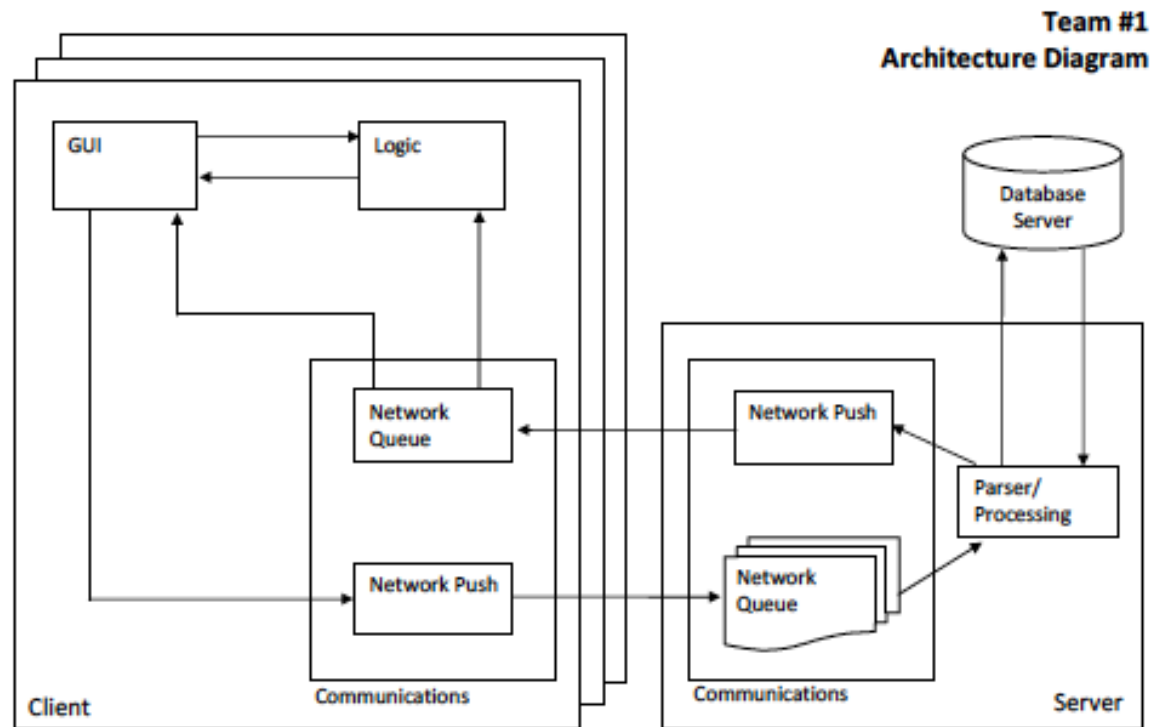 Team #1
Architecture Diagram
GUI
Logic
Database
Server
Network
Queue
Network Push
Parser/
Processing
Network Push
Network
Queue
Client
Communications
Communications
Server